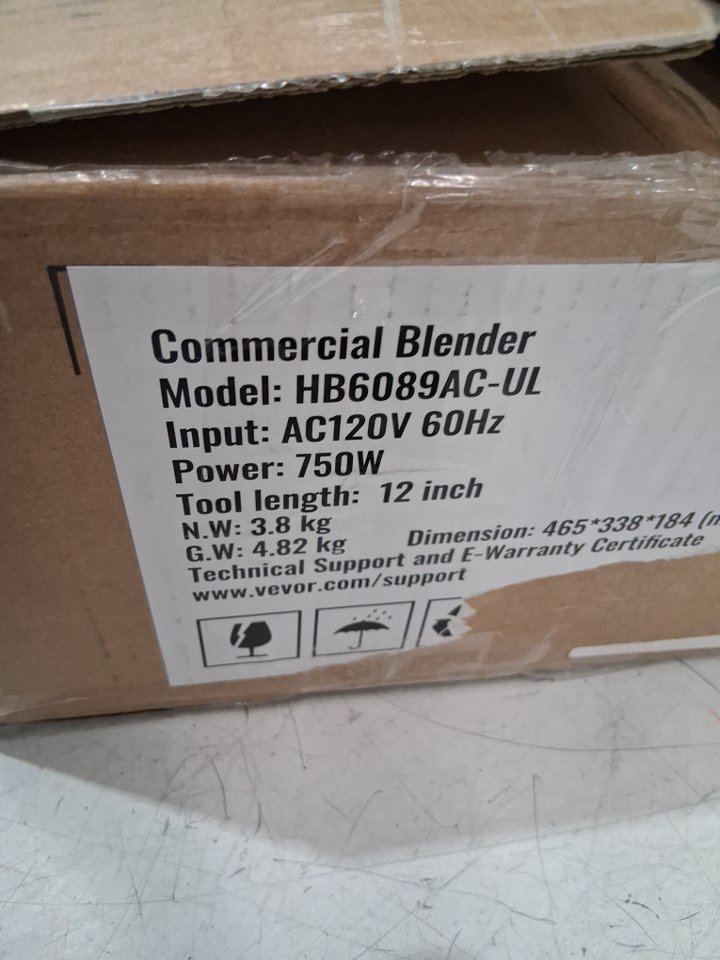 Commercial Blender
Model: HB6089AC-UL
Input: AC120V 60Hz
Power: 750W
Tool length: 12 inch
N.W: 3.8 kg
G.W: 4.82 kg
Dimension: 465*338*184
Technical Support and E-Warranty Certificate
www.vevor.com/support